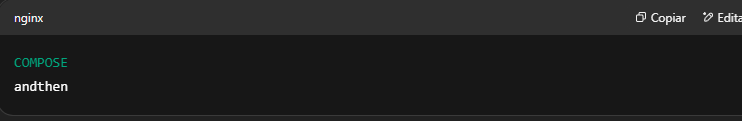 nginx Copiar Edita
COMPOSE
andthen